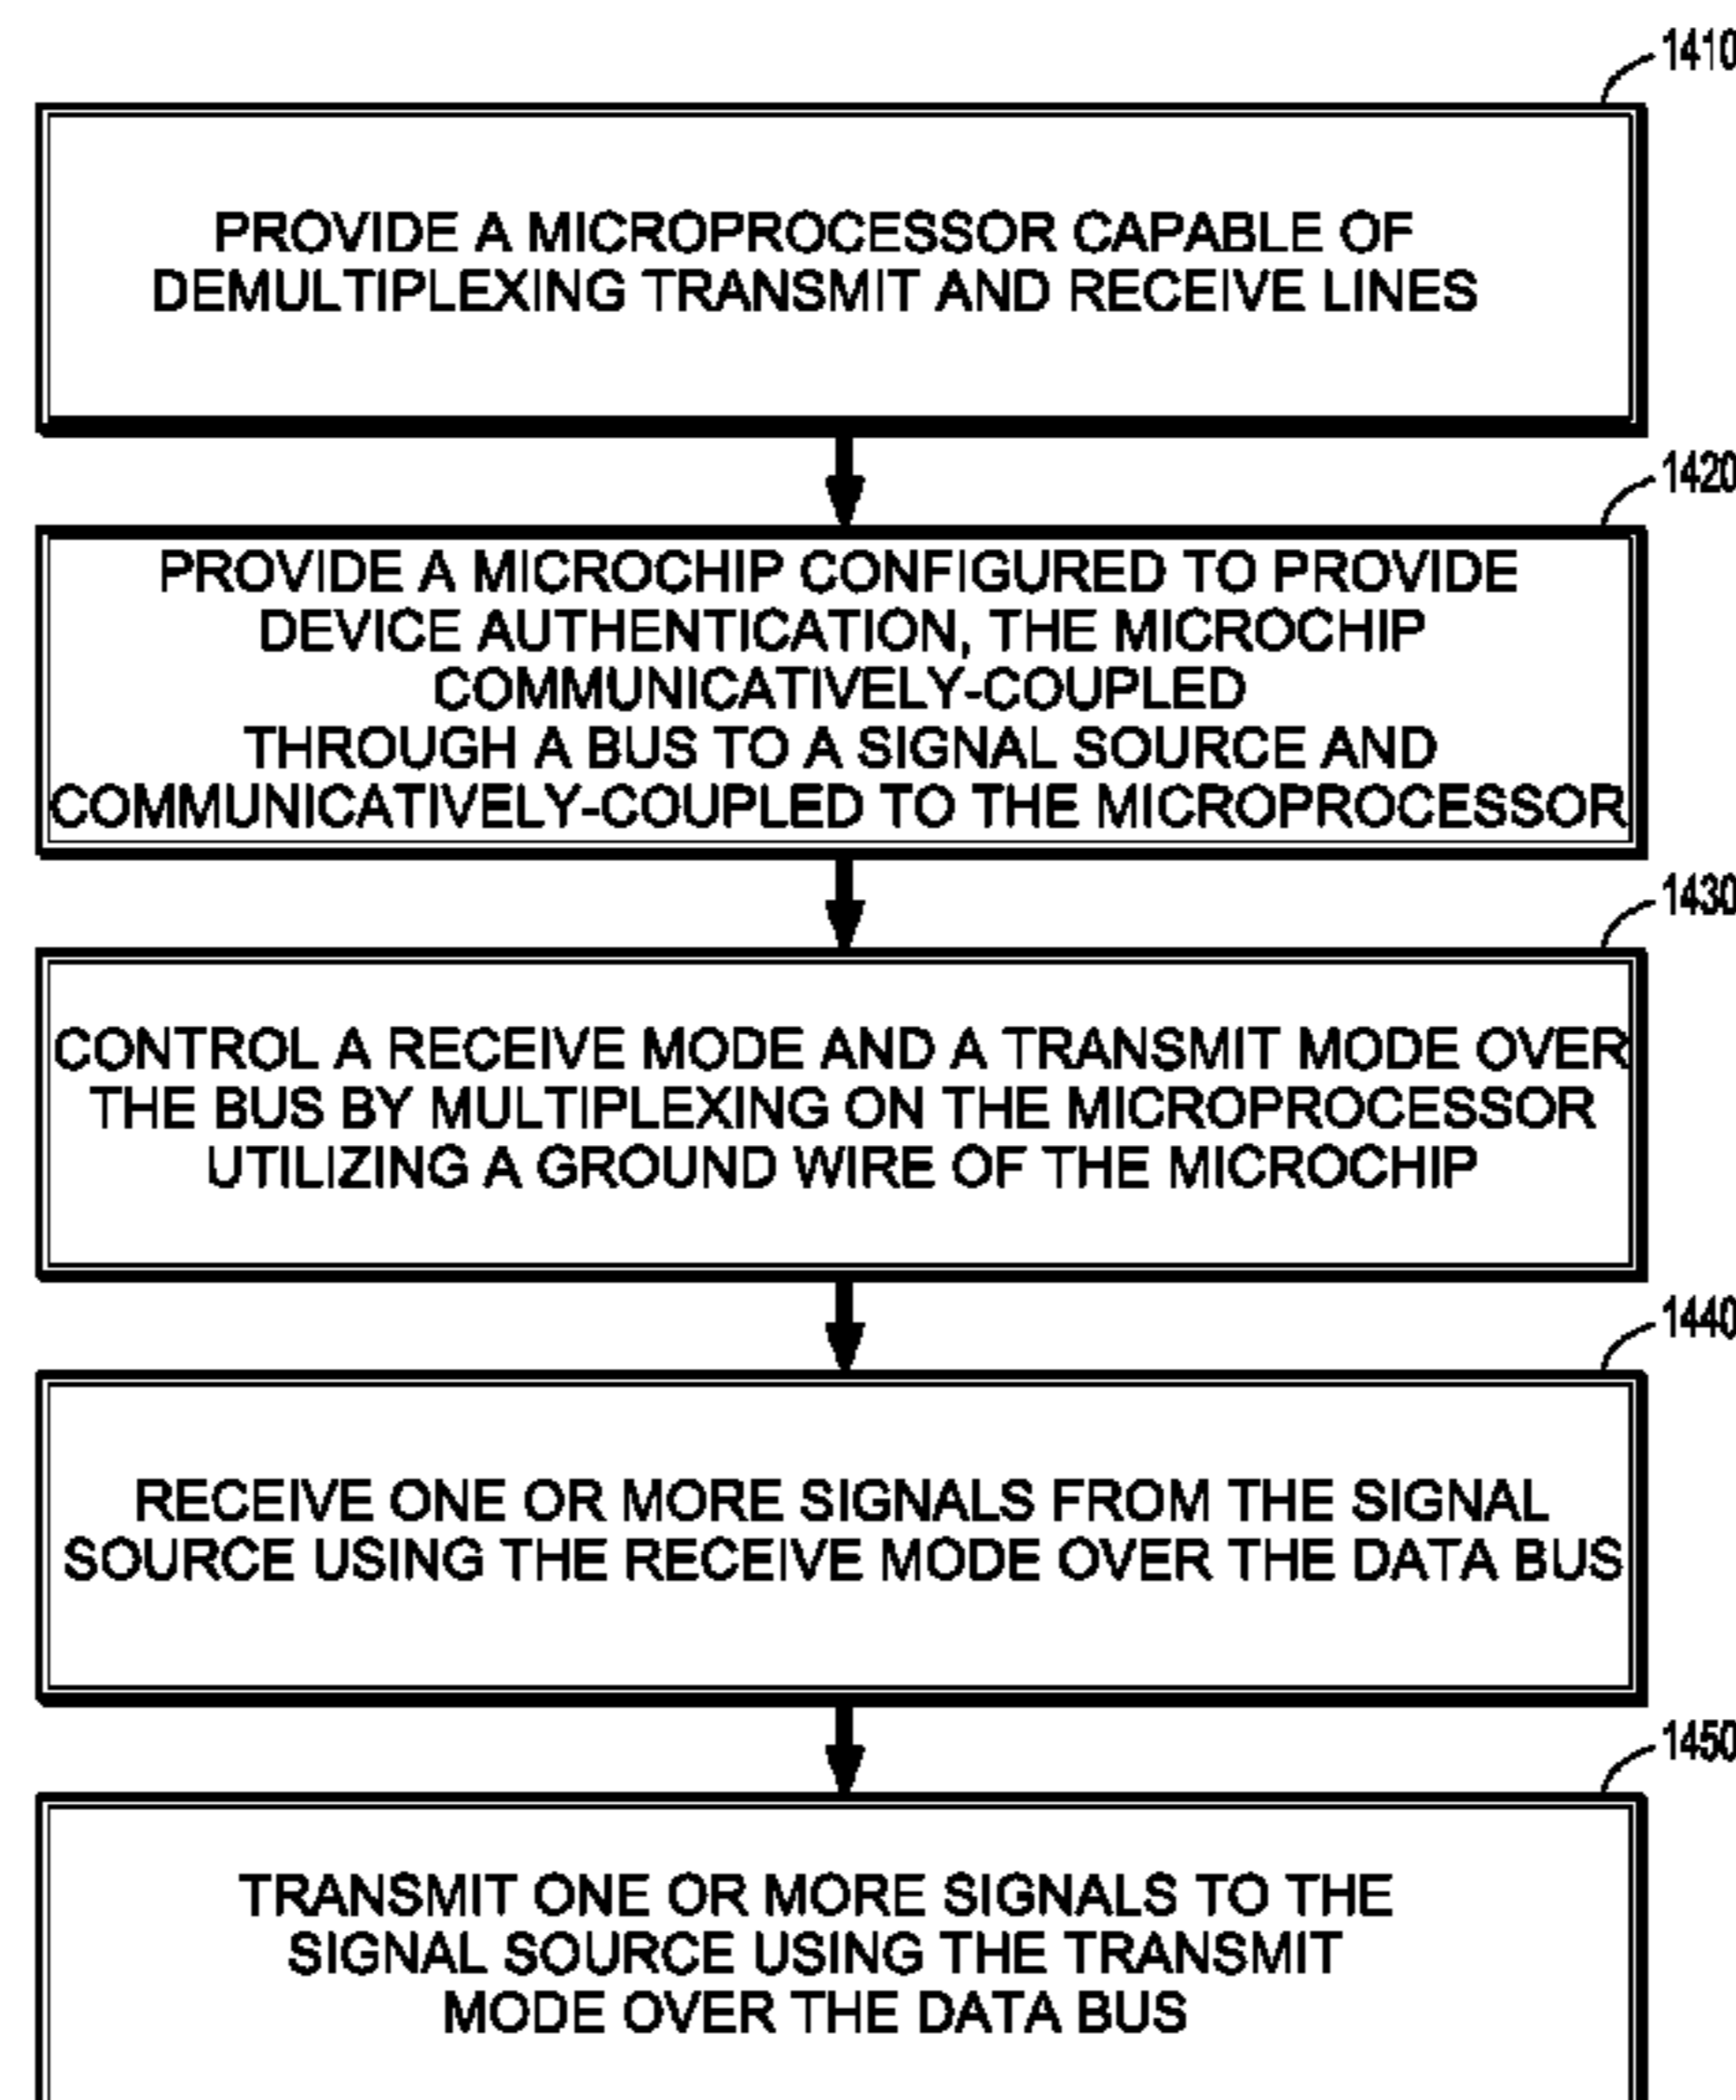 1410
PROVIDE A MICROPROCESSOR CAPABLE OF
DEMULTIPLEXING TRANSMIT AND RECEIVE LINES
1420
PROVIDE A MICROCHIP CONFIGURED TO PROVIDE
DEVICE AUTHENTICATION, THE MICROCHIP
COMMUNICATIVELY-COUPLED
THROUGH A BUS TO A SIGNAL SOURCE AND
COMMUNICATIVELY-COUPLED TO THE MICROPROCESSOR
1430
CONTROL A RECEIVE MODE AND A TRANSMIT MODE OVER
THE BUS BY MULTIPLEXING ON THE MICROPROCESSOR
UTILIZING A GROUND WIRE OF THE MICROCHIP
1440
RECEIVE ONE OR MORE SIGNALS FROM THE SIGNAL
SOURCE USING THE RECEIVE MODE OVER THE DATA BUS
1450
TRANSMIT ONE OR MORE SIGNALS TO THE
SIGNAL SOURCE USING THE TRANSMIT
MODE OVER THE DATA BUS